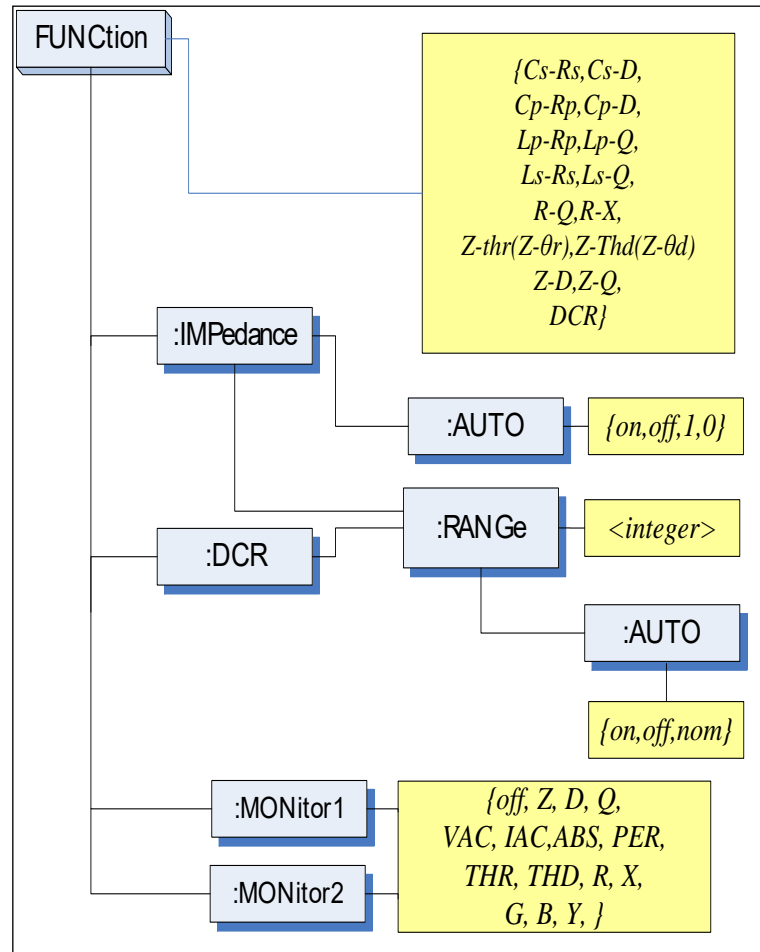 FUNCtion
{Cs-Rs,Cs-D,
Cp-Rp,Cp-D,
Lp-Rp,Lp-Q,
Ls-Rs,Ls-Q,
R-Q,R-X,
Z-thr(Z-θr),Z-Thd(Z-θd)
Z-D,Z-Q,
DCR}
:IMPedance
:AUTO
{on,off,1,0}
:RANGe
<integer>
:DCR
:AUTO
{on,off,nom}
:MONitor1
{off, Z, D, Q,
VAC, IAC,ABS, PER,
THR, THD, R, X,
G, B, Y, }
:MONitor2